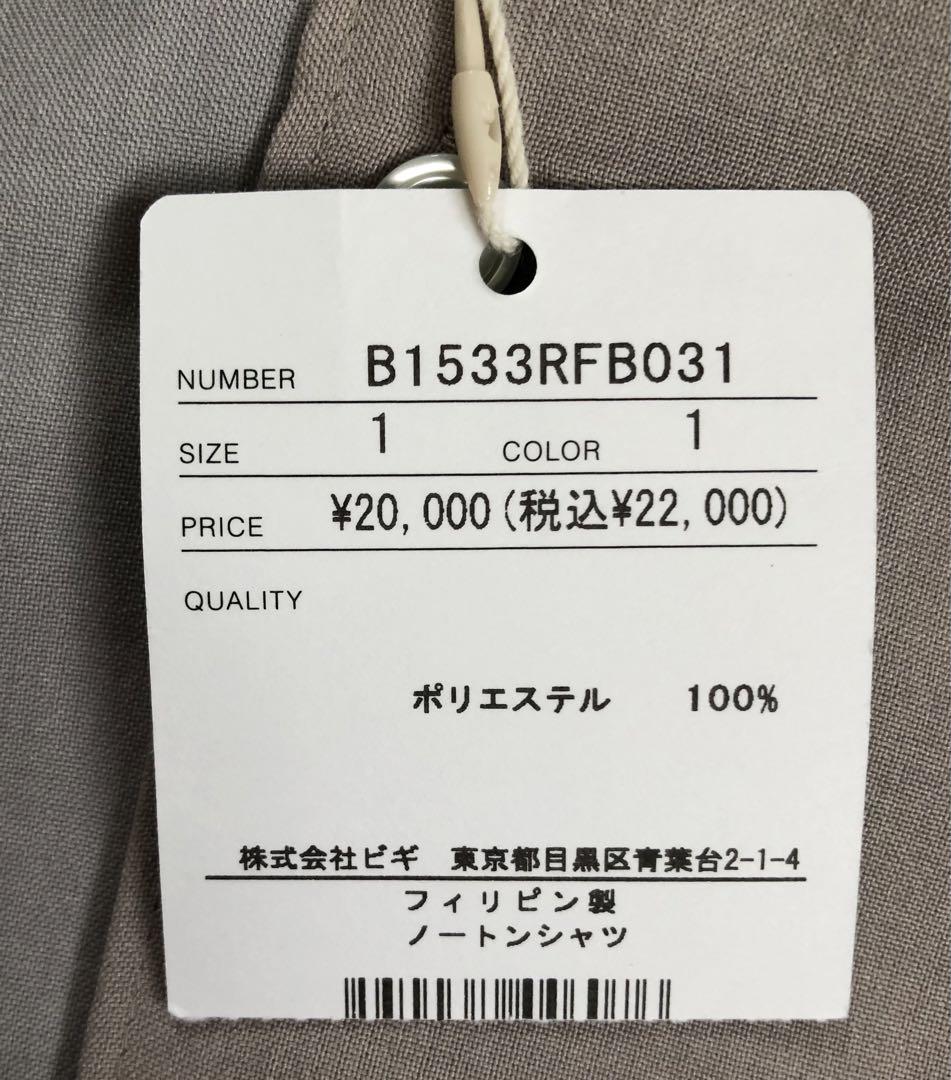 NUMBER B1533RFB031
SIZE 1 COLOR 1
PRICE ¥20,000(税込¥22,000)
QUALITY
ポリエステル 100%
株式会社ビギ 東京都目黒区青葉台2-1-4
フィリピン製
ノートンシャツ